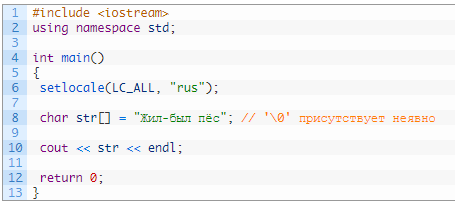 1 #include <iostream>
2 using namespace std;
3
4 int main()
5 {
6 setlocale(LC_ALL, "rus");
7
8 char str[] = "Жил-был пёс"; // '\0' присутствует неявно
9
10 cout << str << endl;
11
12 return 0;
13 }